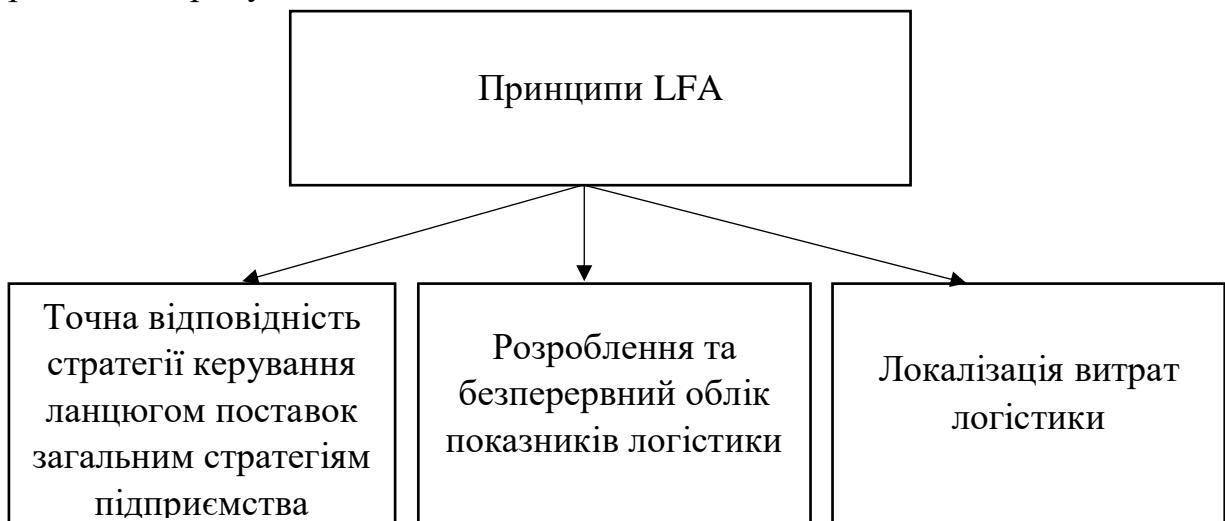 Принципи LFA
Точна відповідність
стратегії керування
ланцюгом поставок
загальним стратегіям
підприємства
Розроблення та
безперервний облік
показників логістики
Локалізація витрат
логістики